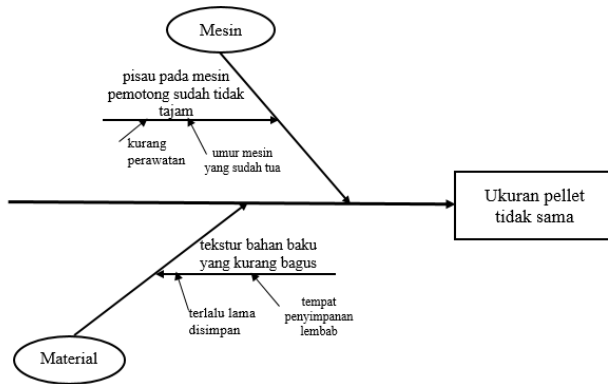 Mesin
pisau pada mesin
pemotong sudah tidak
tajam
kurang
perawatan
umur mesin
yang sudah tua
Ukuran pellet
tidak sama
tekstur bahan baku
yang kurang bagus
terlalu lama
disimpan
tempat
penyimpanan
lembab
Material